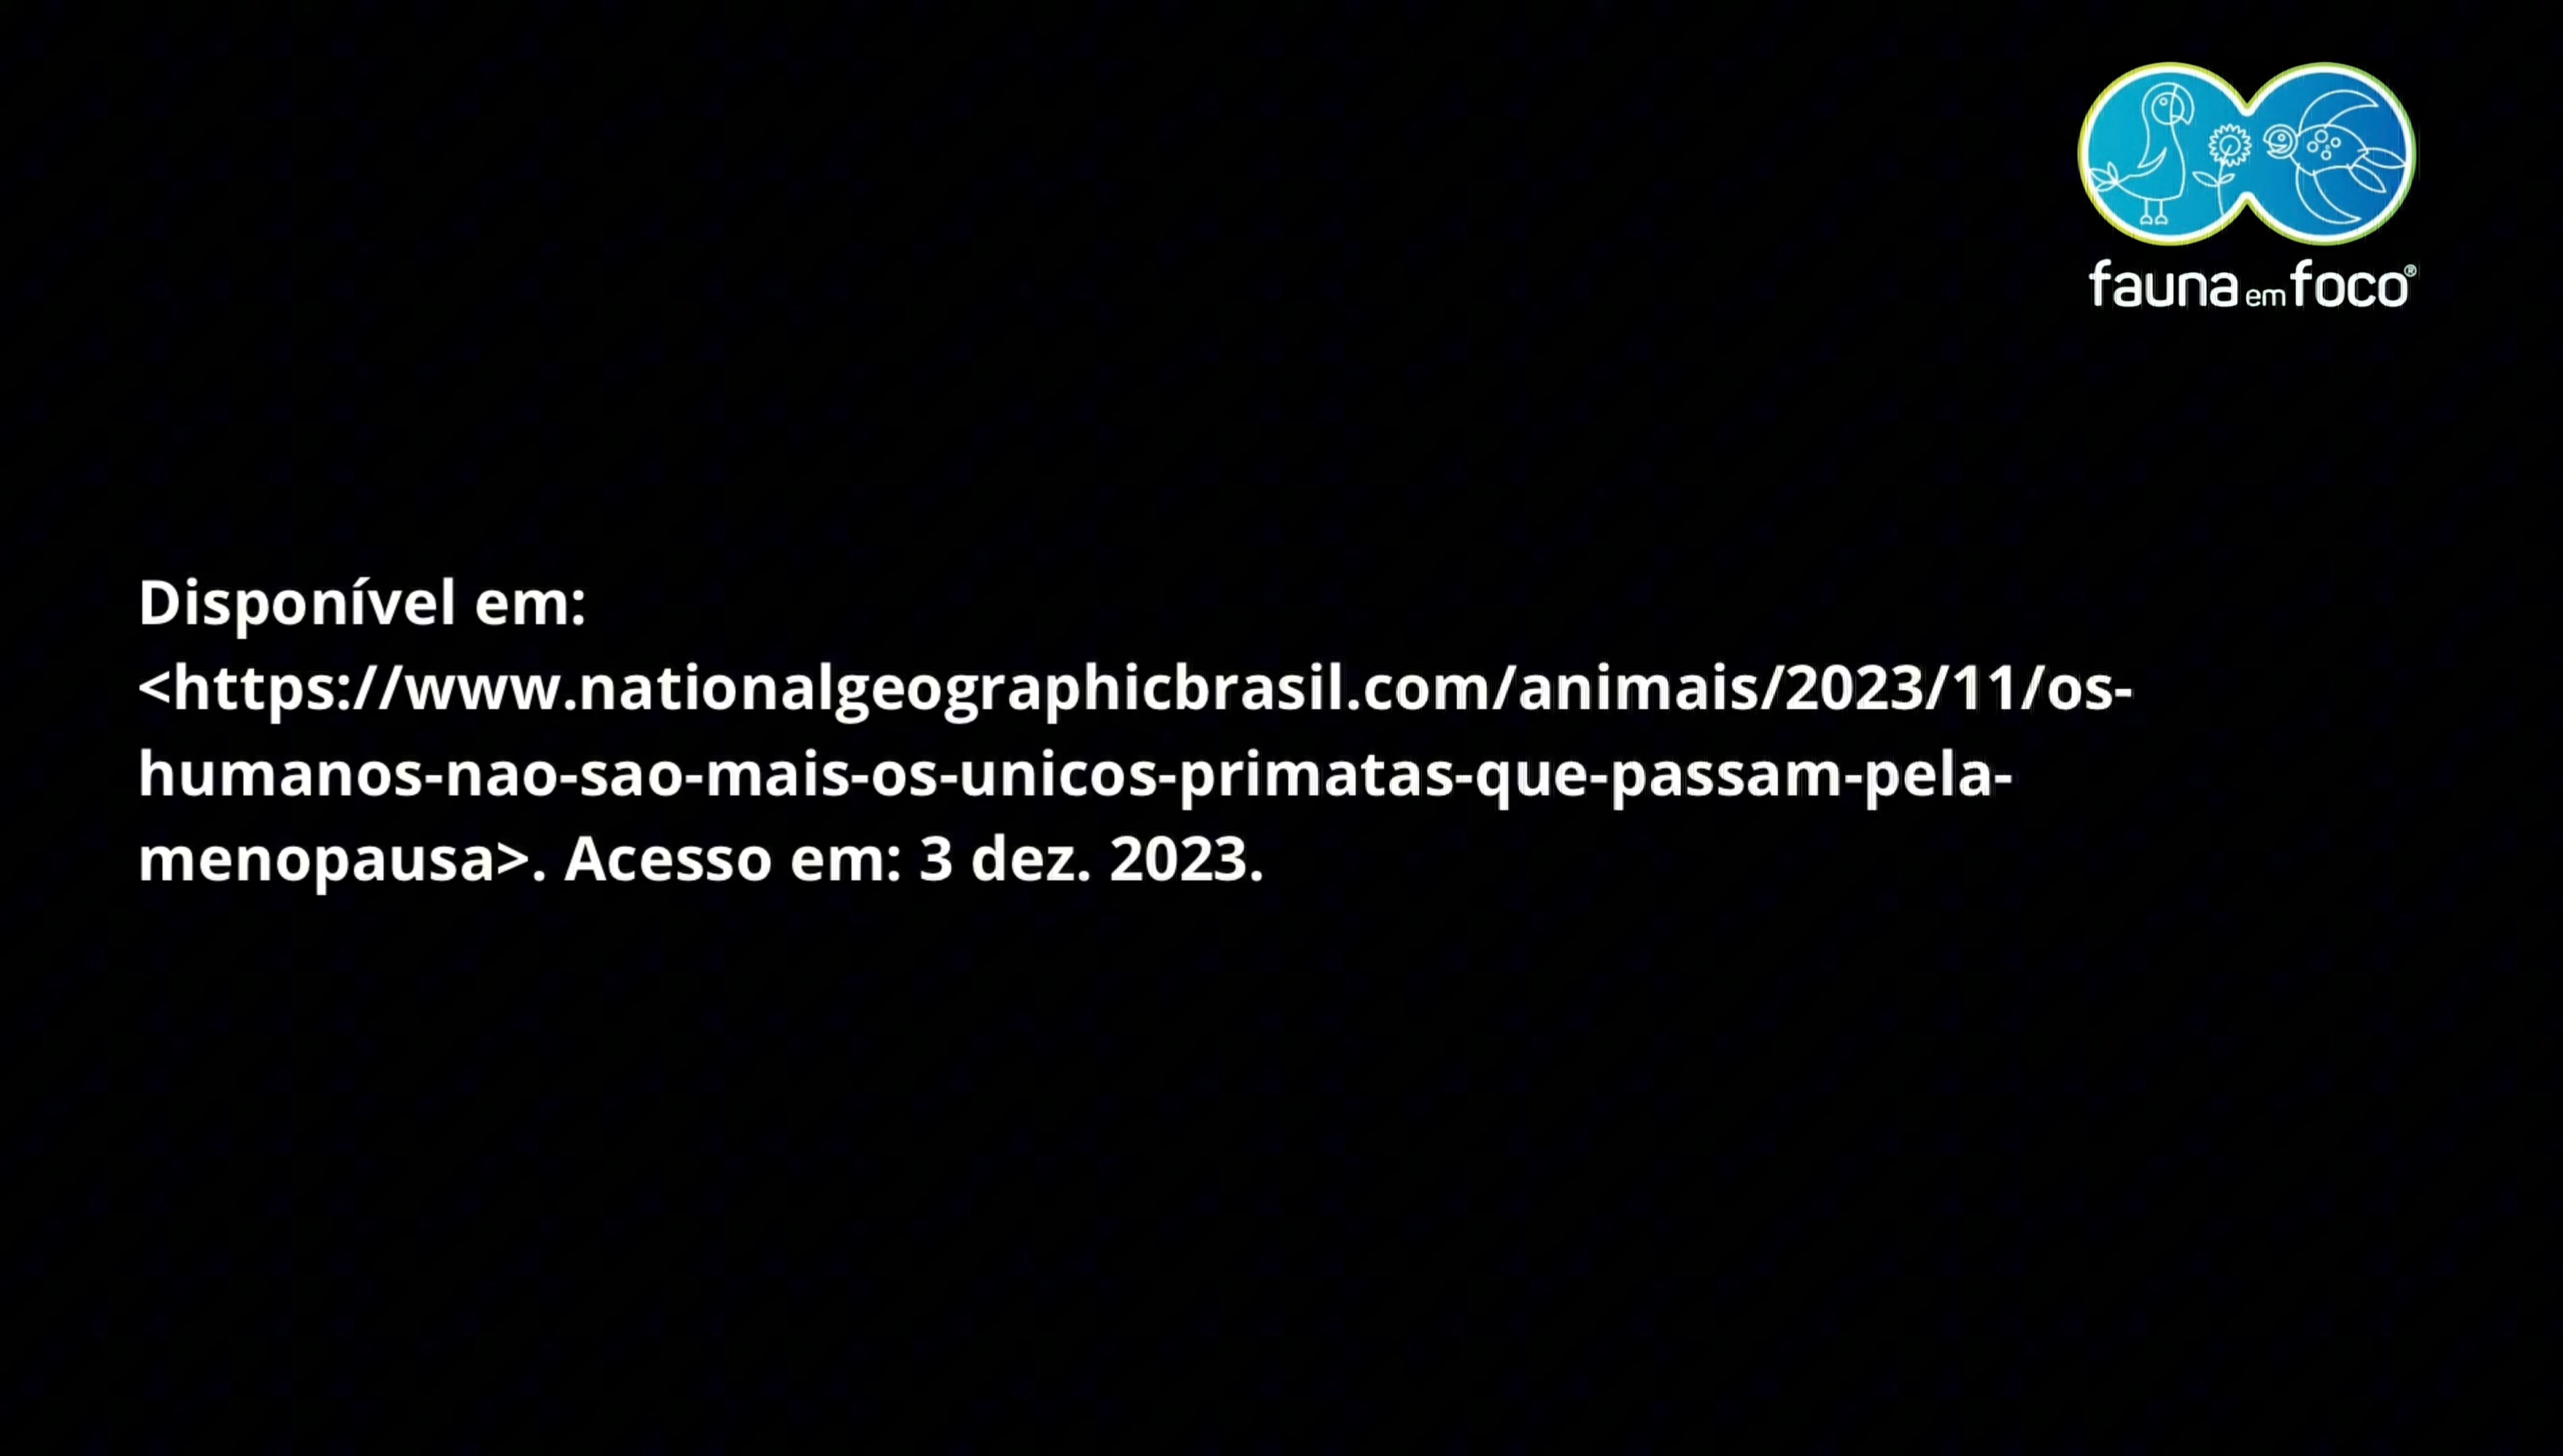 fauna em foco®
Disponível em:
<https://www.nationalgeographicbrasil.com/animais/2023/11/os-
humanos-nao-sao-mais-os-unicos-primatas-que-passam-pela-
menopausa>. Acesso em: 3 dez. 2023.